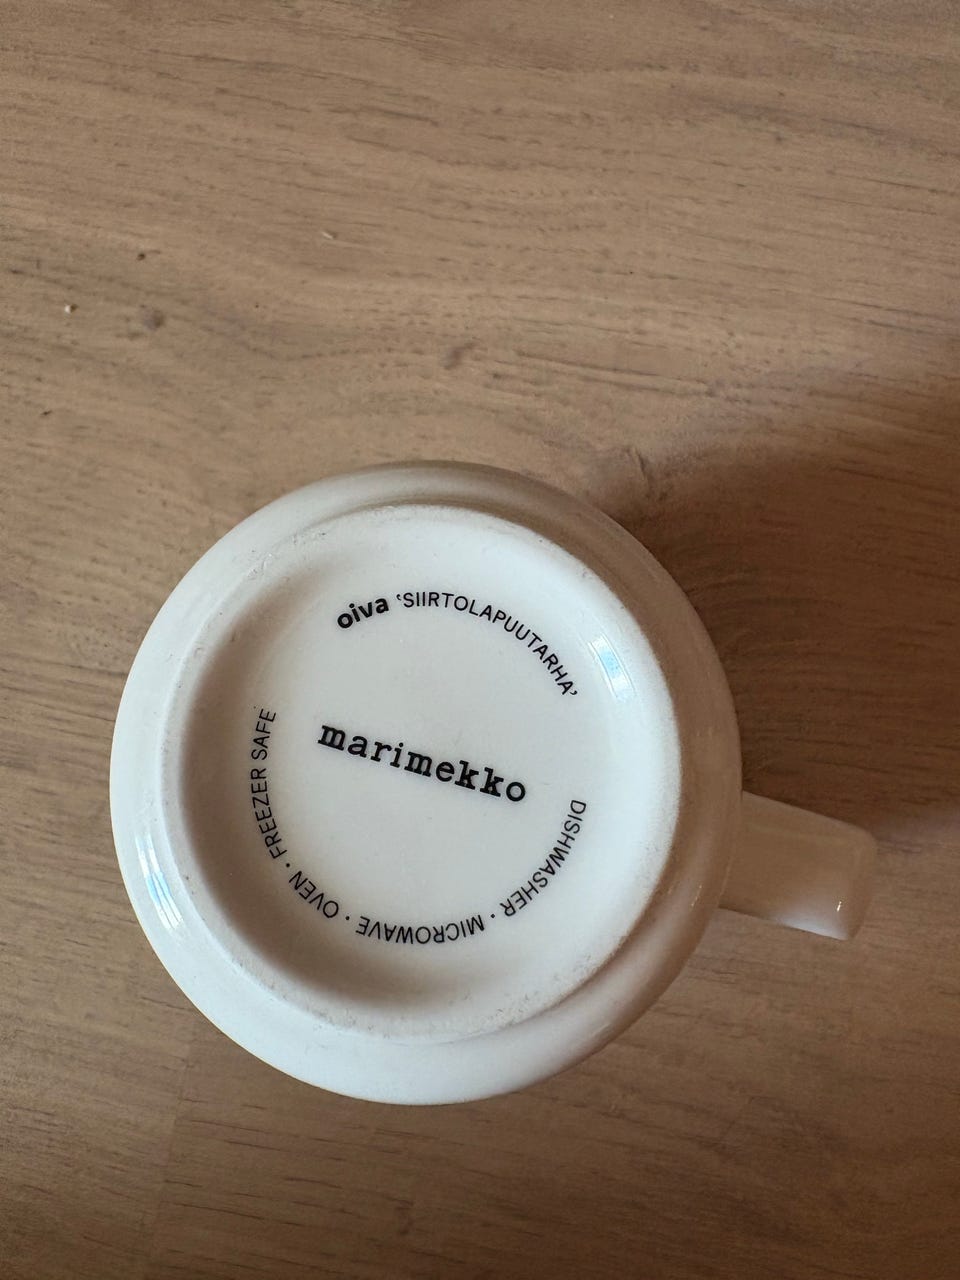 oiva ‘SIIRTOLAPUUTARHA’
marimekko
DISHWASHER · MICROWAVE · OVEN · FREEZER SAFE